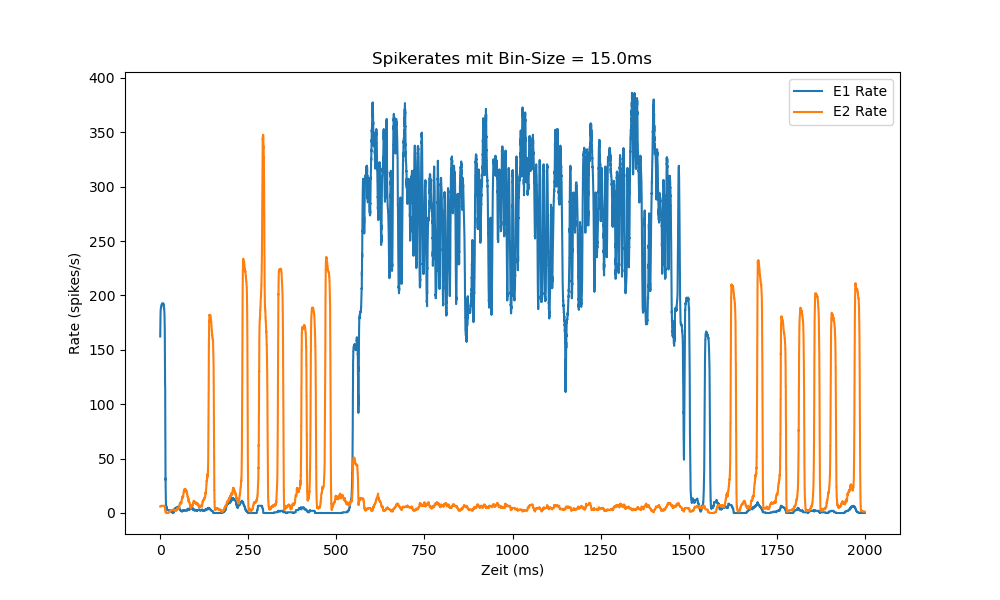 Spikerates mit Bin-Size = 15.0ms
E1 Rate
E2 Rate
Rate (spikes/s)
400
350
300
250
200
150
100
50
0
0 250 500 750 1000 1250 1500 1750 2000
Zeit (ms)